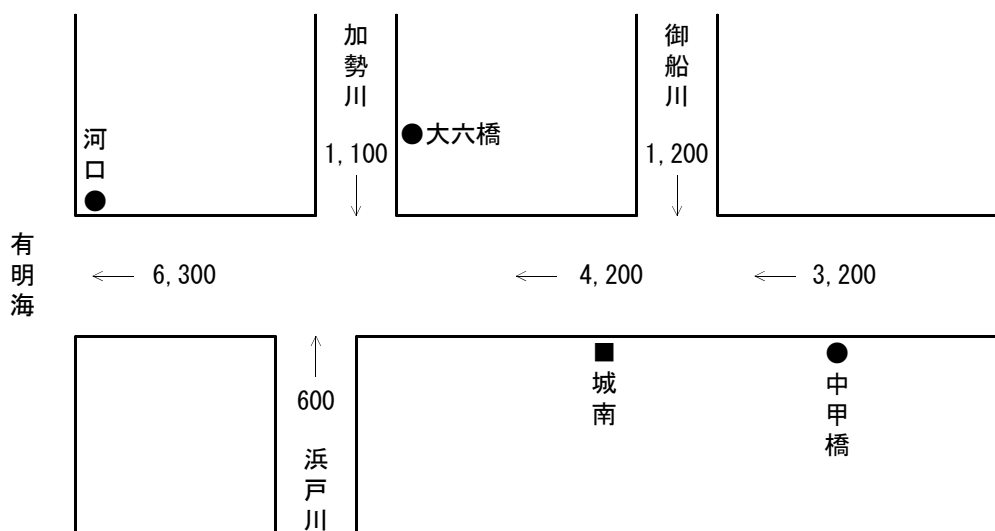 加勢川
御船川
河口
大六橋
1,100
1,200
有明海
6,300
4,200
3,200
600
城南
中甲橋
浜戸川